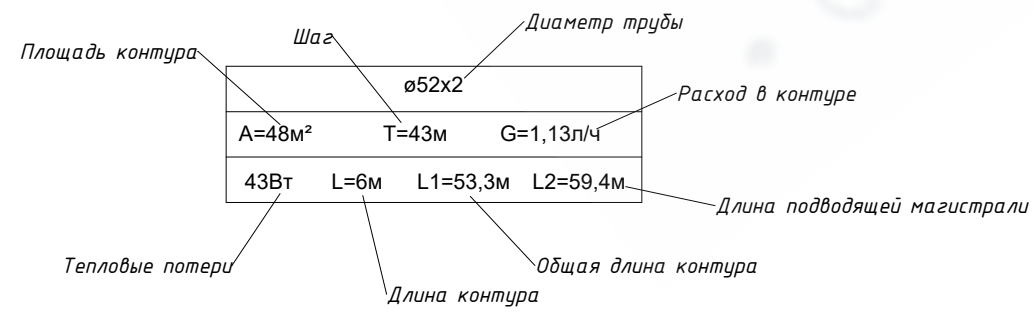 Диаметр трубы
Шаг
Площадь контура
ø52x2
Расход в контуре
A=48м² T=43м G=1,13л/ч
43Вт L=6м L1=53,3м L2=59,4м
Длина подводящей магистрали
Тепловые потери
Общая длина контура
Длина контура